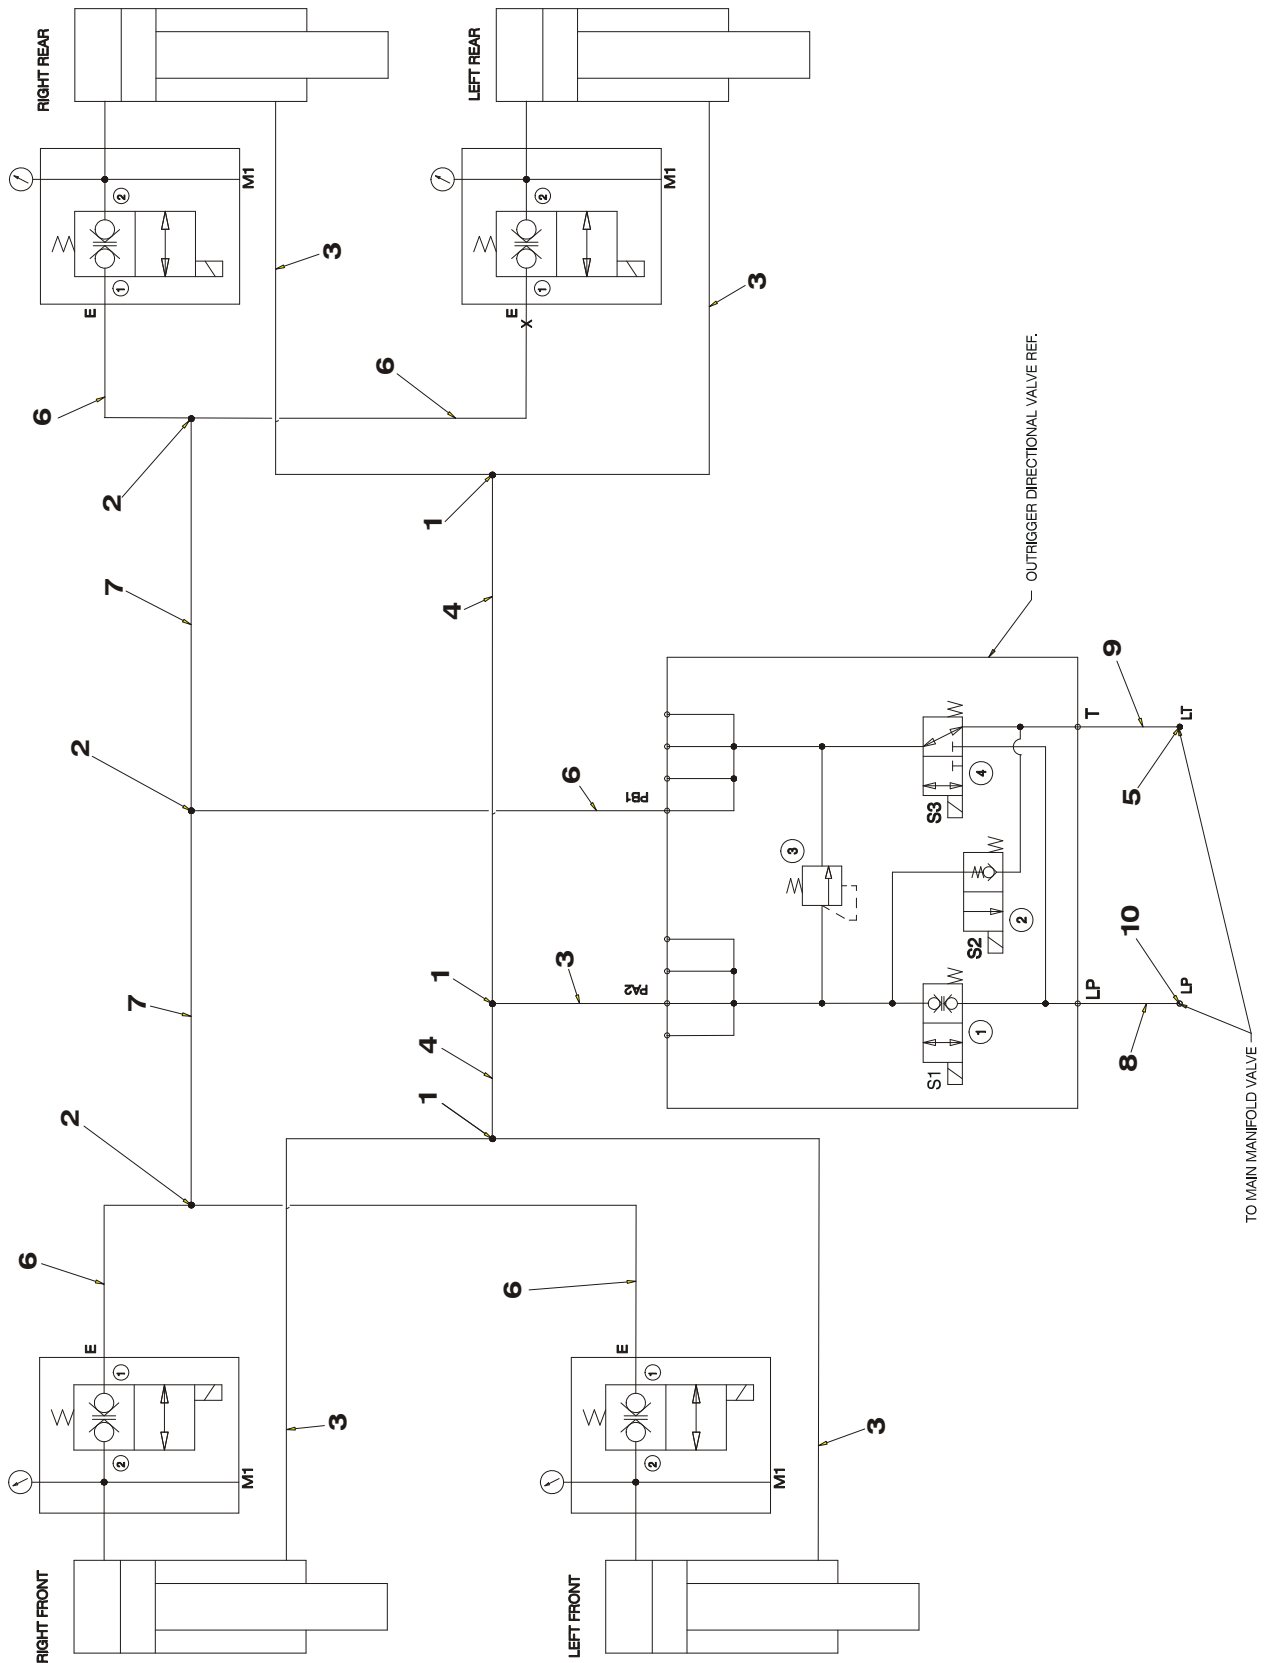 RIGHT REAR
M1
2
1
E
3
6
LEFT REAR
M1
2
1
E
X
3
6
2
1
7
4
OUTRIGGER DIRECTIONAL VALVE REF.
2
6
PB1
9
T
LT
5
S3
4
3
S2
2
10
LP
LP
S1
1
8
TO MAIN MANIFOLD VALVE
7
1
3
PA2
4
1
2
6
E
1
2
M1
3
RIGHT FRONT
6
E
1
2
M1
3
LEFT FRONT